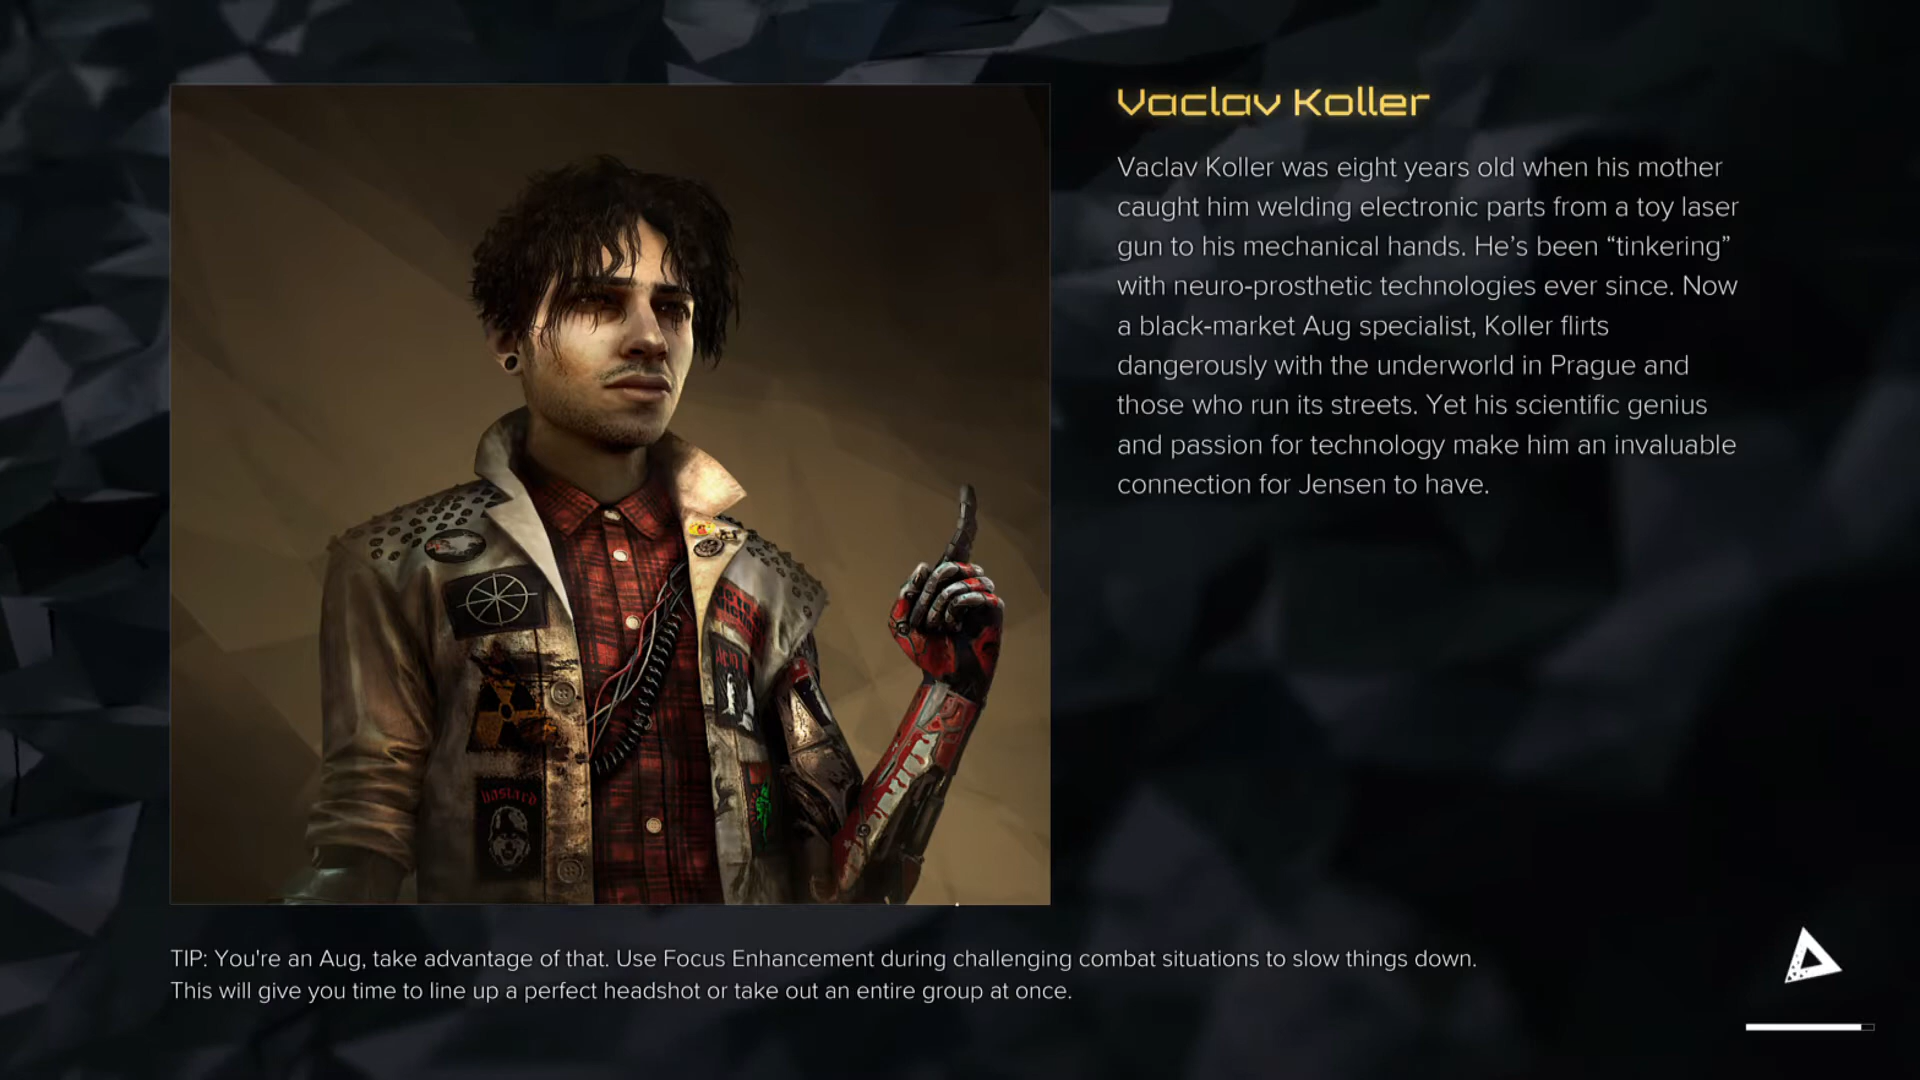 Vaclav Koller
Vaclav Koller was eight years old when his mother
caught him welding electronic parts from a toy laser
gun to his mechanical hands. He’s been “tinkering”
with neuro-prosthetic technologies ever since. Now
a black-market Aug specialist, Koller flirts
dangerously with the underworld in Prague and
those who run its streets. Yet his scientific genius
and passion for technology make him an invaluable
connection for Jensen to have.
bastard
TIP: You're an Aug, take advantage of that. Use Focus Enhancement during challenging combat situations to slow things down.
This will give you time to line up a perfect headshot or take out an entire group at once.